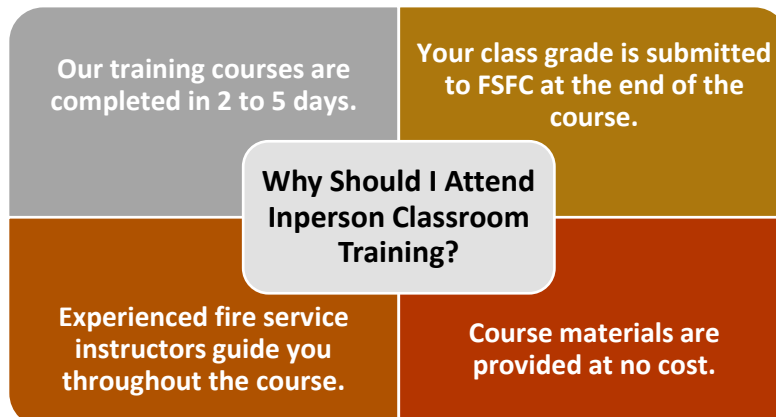 Our training courses are
completed in 2 to 5 days.
Your class grade is submitted
to FSFC at the end of the
course.
Why Should I Attend
Inperson Classroom
Training?
Experienced fire service
instructors guide you
throughout the course.
Course materials are
provided at no cost.